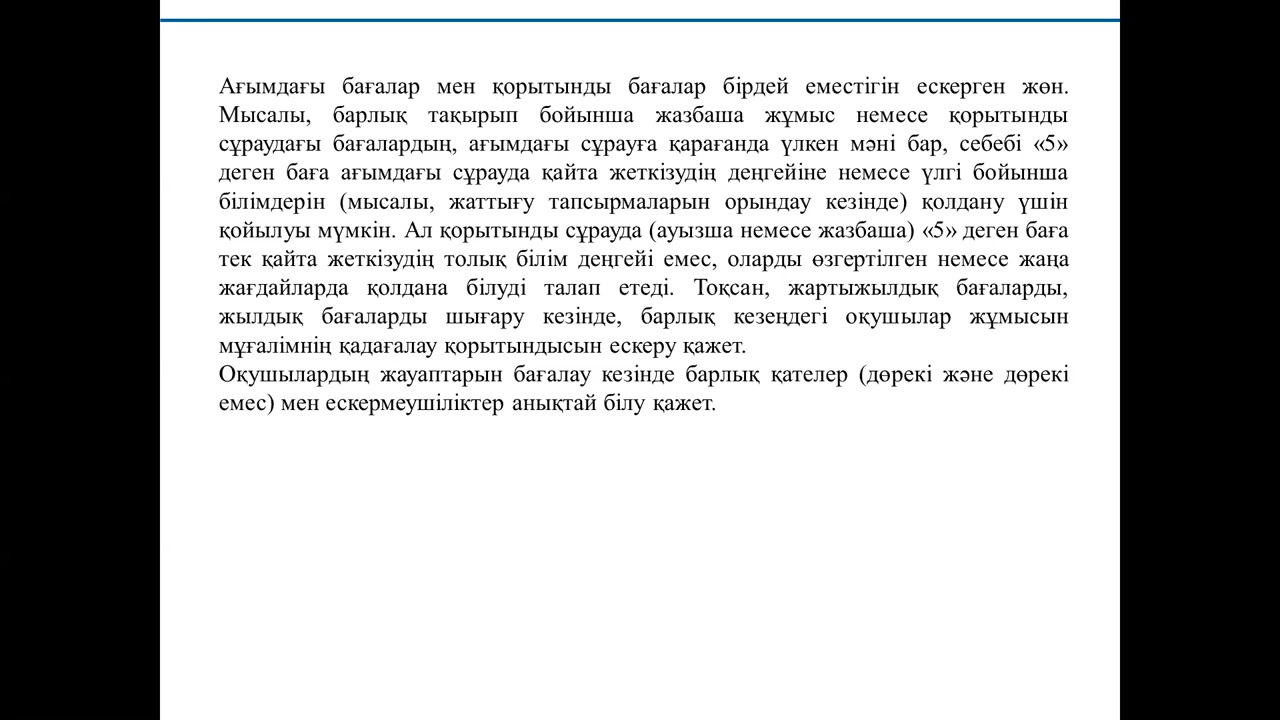 Ағымдағы бағалар мен қорытынды бағалар бірдей еместігін ескерген жөн.
Мысалы, барлық тақырып бойынша жазбаша жұмыс немесе қорытынды
сұраудағы бағалардың, ағымдағы сұрауға қарағанда үлкен мәні бар, себебі «5»
деген баға ағымдағы сұрауда қайта жеткізудің деңгейіне немесе үлгі бойынша
білімдерін (мысалы, жаттығу тапсырмаларын орындау кезінде) қолдану үшін
қойылуы мүмкін. Ал қорытынды сұрауда (ауызша немесе жазбаша) «5» деген баға
тек қайта жеткізудің толық білім деңгейі емес, оларды өзгертілген немесе жаңа
жағдайларда қолдана білуді талап етеді. Тоқсан, жартыжылдық бағаларды,
жылдық бағаларды шығару кезінде, барлық кезеңдегі оқушылар жұмысын
мұғалімнің қадағалау қорытындысын ескеру қажет.
Оқушылардың жауаптарын бағалау кезінде барлық қателер (дөрекі және дөрекі
емес) мен ескермеушіліктер анықтай білу қажет.